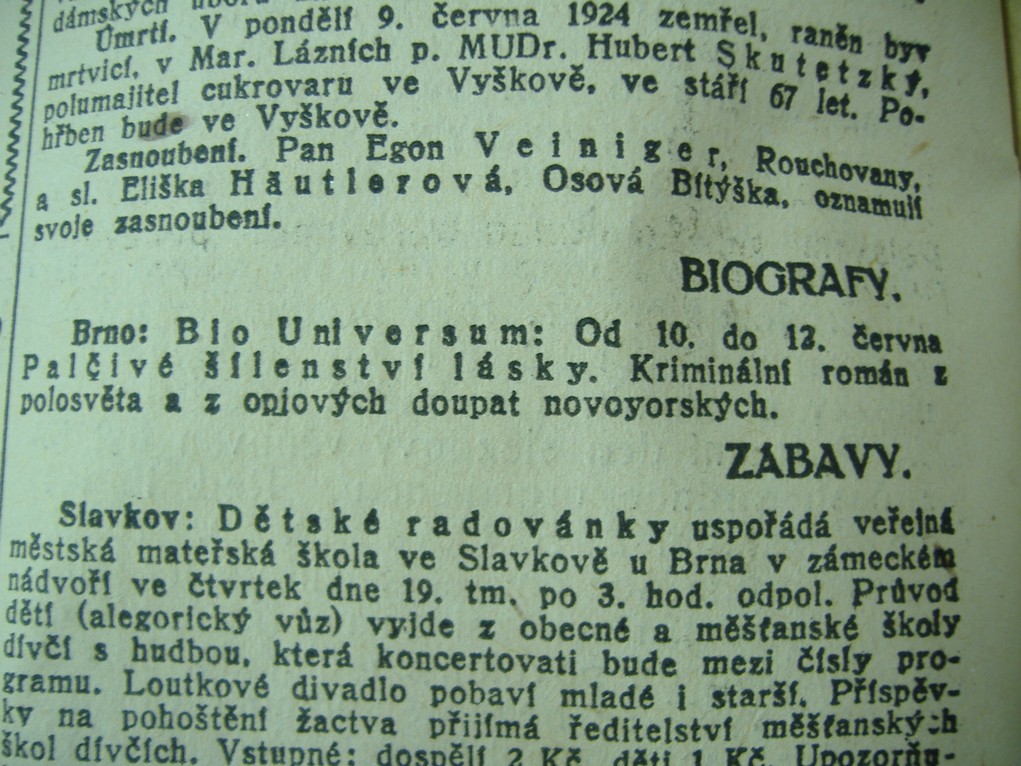 dámských
Úmrtí. V pondělí 9. června 1924 zemřel, raněn byv
mrtvicí, v Mar. Lázních p. MUDr. Hubert Skutetzký,
polumajitel cukrovaru ve Vyškově, ve stáří 67 let. Po-
hřben bude ve Vyškově.
Zasnoubení. Pan Egon Veiniger, Rouchovany,
a sl. Eliška Häutlerová, Osová Bítýška, oznamují
svoje zasnoubení.
BIOGRAFY.
Brno: Bio Universum: Od 10. do 12. června
Palčivé šílenství lásky. Kriminální román z
polosvěta a z opiových doupat novoyorských.
ZÁBAVY.
Slavkov: Dětské radovánky uspořádá veřejná
městská mateřská škola ve Slavkově u Brna v zámeckém
nádvoří ve čtvrtek dne 19. tm. po 3. hod. odpol. Průvod
dětí (alegorický vůz) vyjde z obecné a měšťanské školy
dívčí s hudbou, která koncertovati bude mezi čísly pro-
gramu. Loutkové divadlo pobaví mladé i starší. Příspěv-
ky na pohoštění žactva přijímá ředitelství měšťanských
škol dívčích. Vstupné: dospělí 2 Kč, děti 1 Kč. Upozorňu-